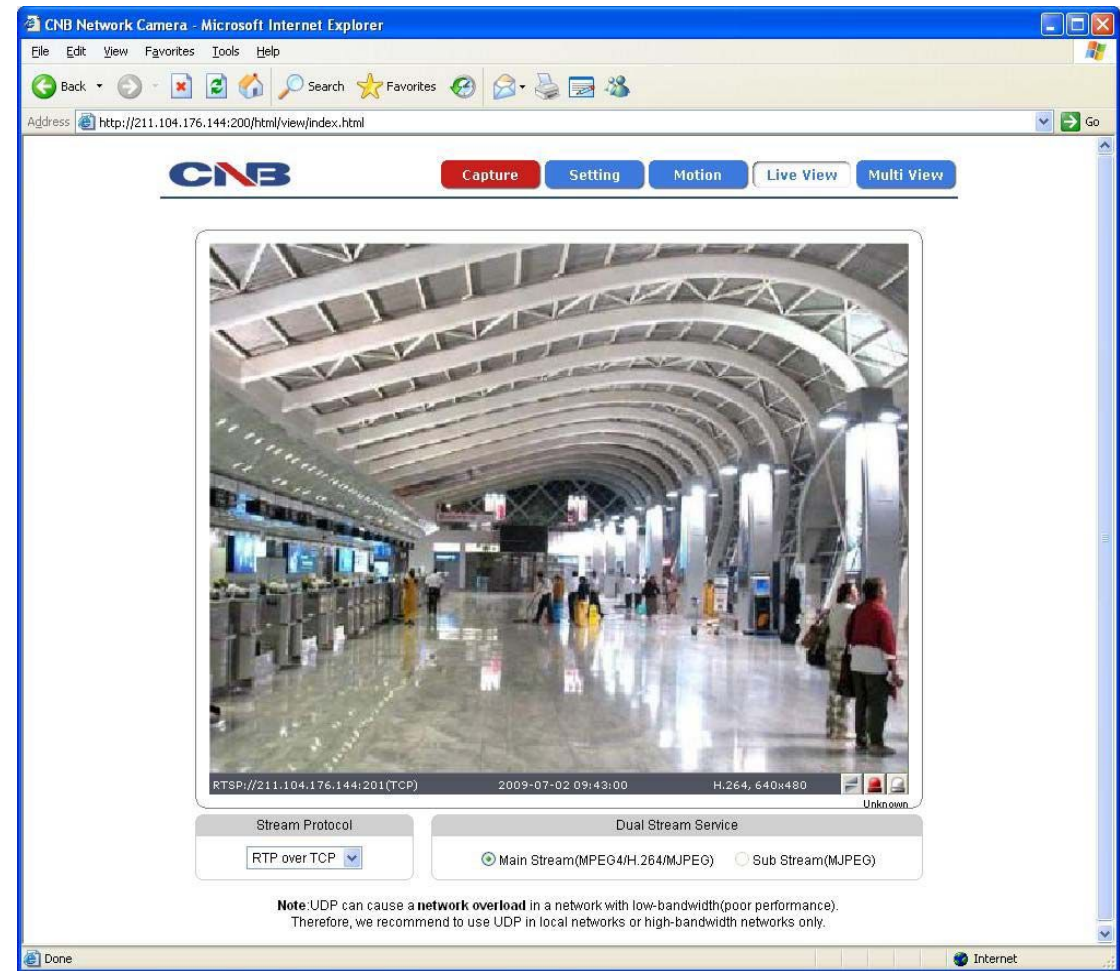 CNB Network Camera - Microsoft Internet Explorer
File Edit View Favorites Tools Help
Back Search Favorites
Address http://211.104.176.144:200/html/view/index.html Go
CNB Capture Setting Motion Live View Multi View
RTSP://211.104.176.144:201(TCP) 2009-07-02 09:43:00 H.264, 640x480
Unknown
Stream Protocol Dual Stream Service
RTP over TCP Main Stream(MPEG4/H.264/MJPEG) Sub Stream(MJPEG)
Note:UDP can cause a network overload in a network with low-bandwidth(poor performance).
Therefore, we recommend to use UDP in local networks or high-bandwidth networks only.
Done Internet